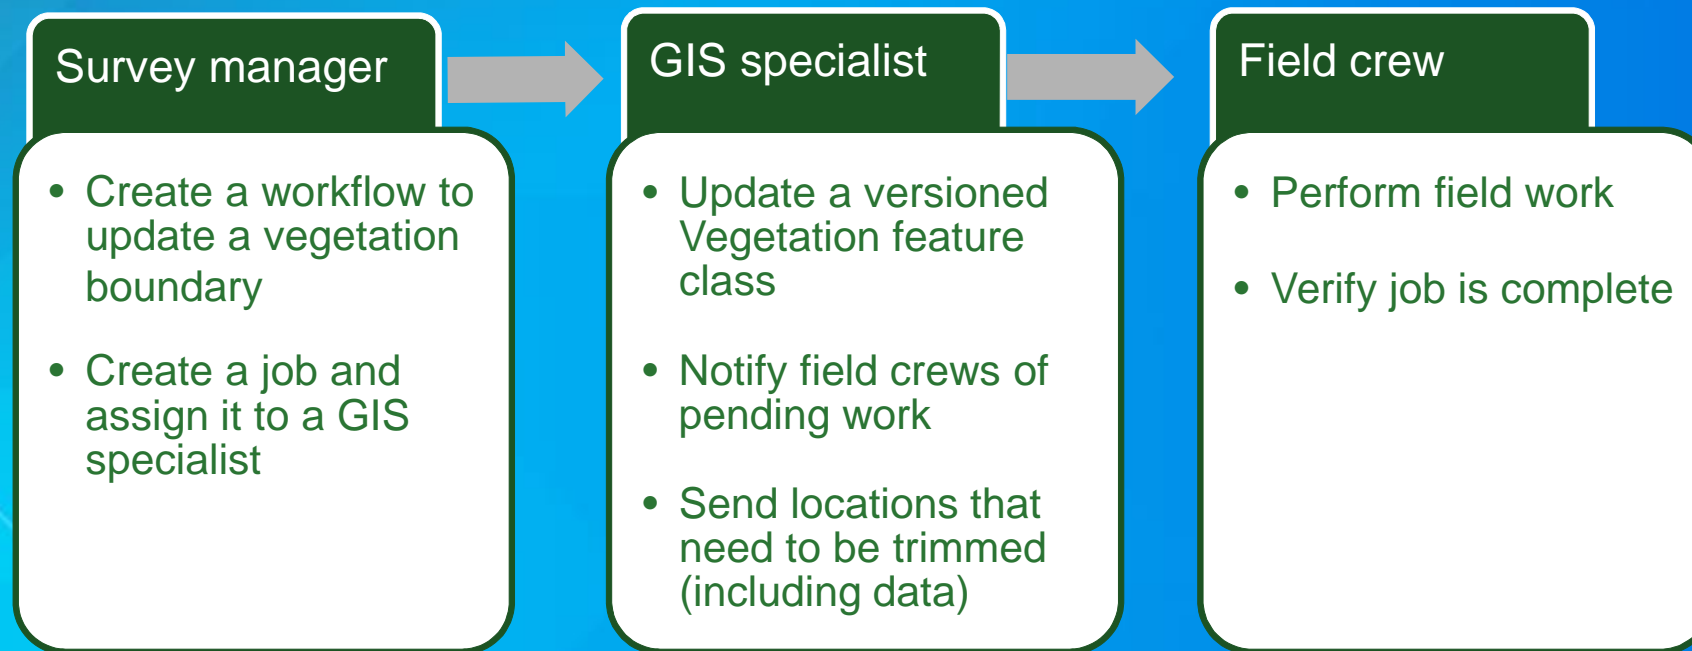 Survey manager
• Create a workflow to
update a vegetation
boundary
• Create a job and
assign it to a GIS
specialist
GIS specialist
• Update a versioned
Vegetation feature
class
• Notify field crews of
pending work
• Send locations that
need to be trimmed
(including data)
Field crew
• Perform field work
• Verify job is complete